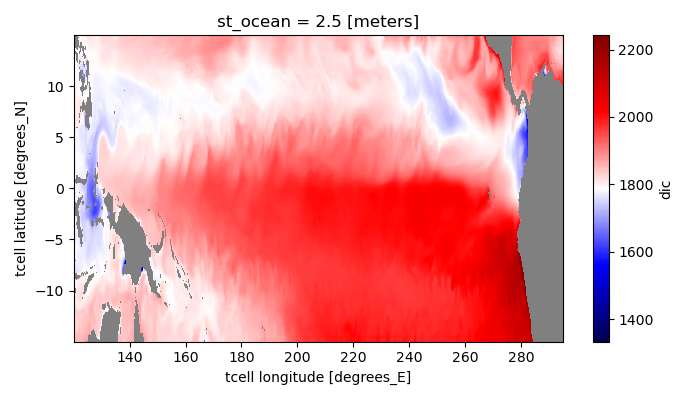 st_ocean = 2.5 [meters]
10
5
0
−5
−10
tcell latitude [degrees_N]
140 160 180 200 220 240 260 280
tcell longitude [degrees_E]
2200
2000
1800
1600
1400
dic